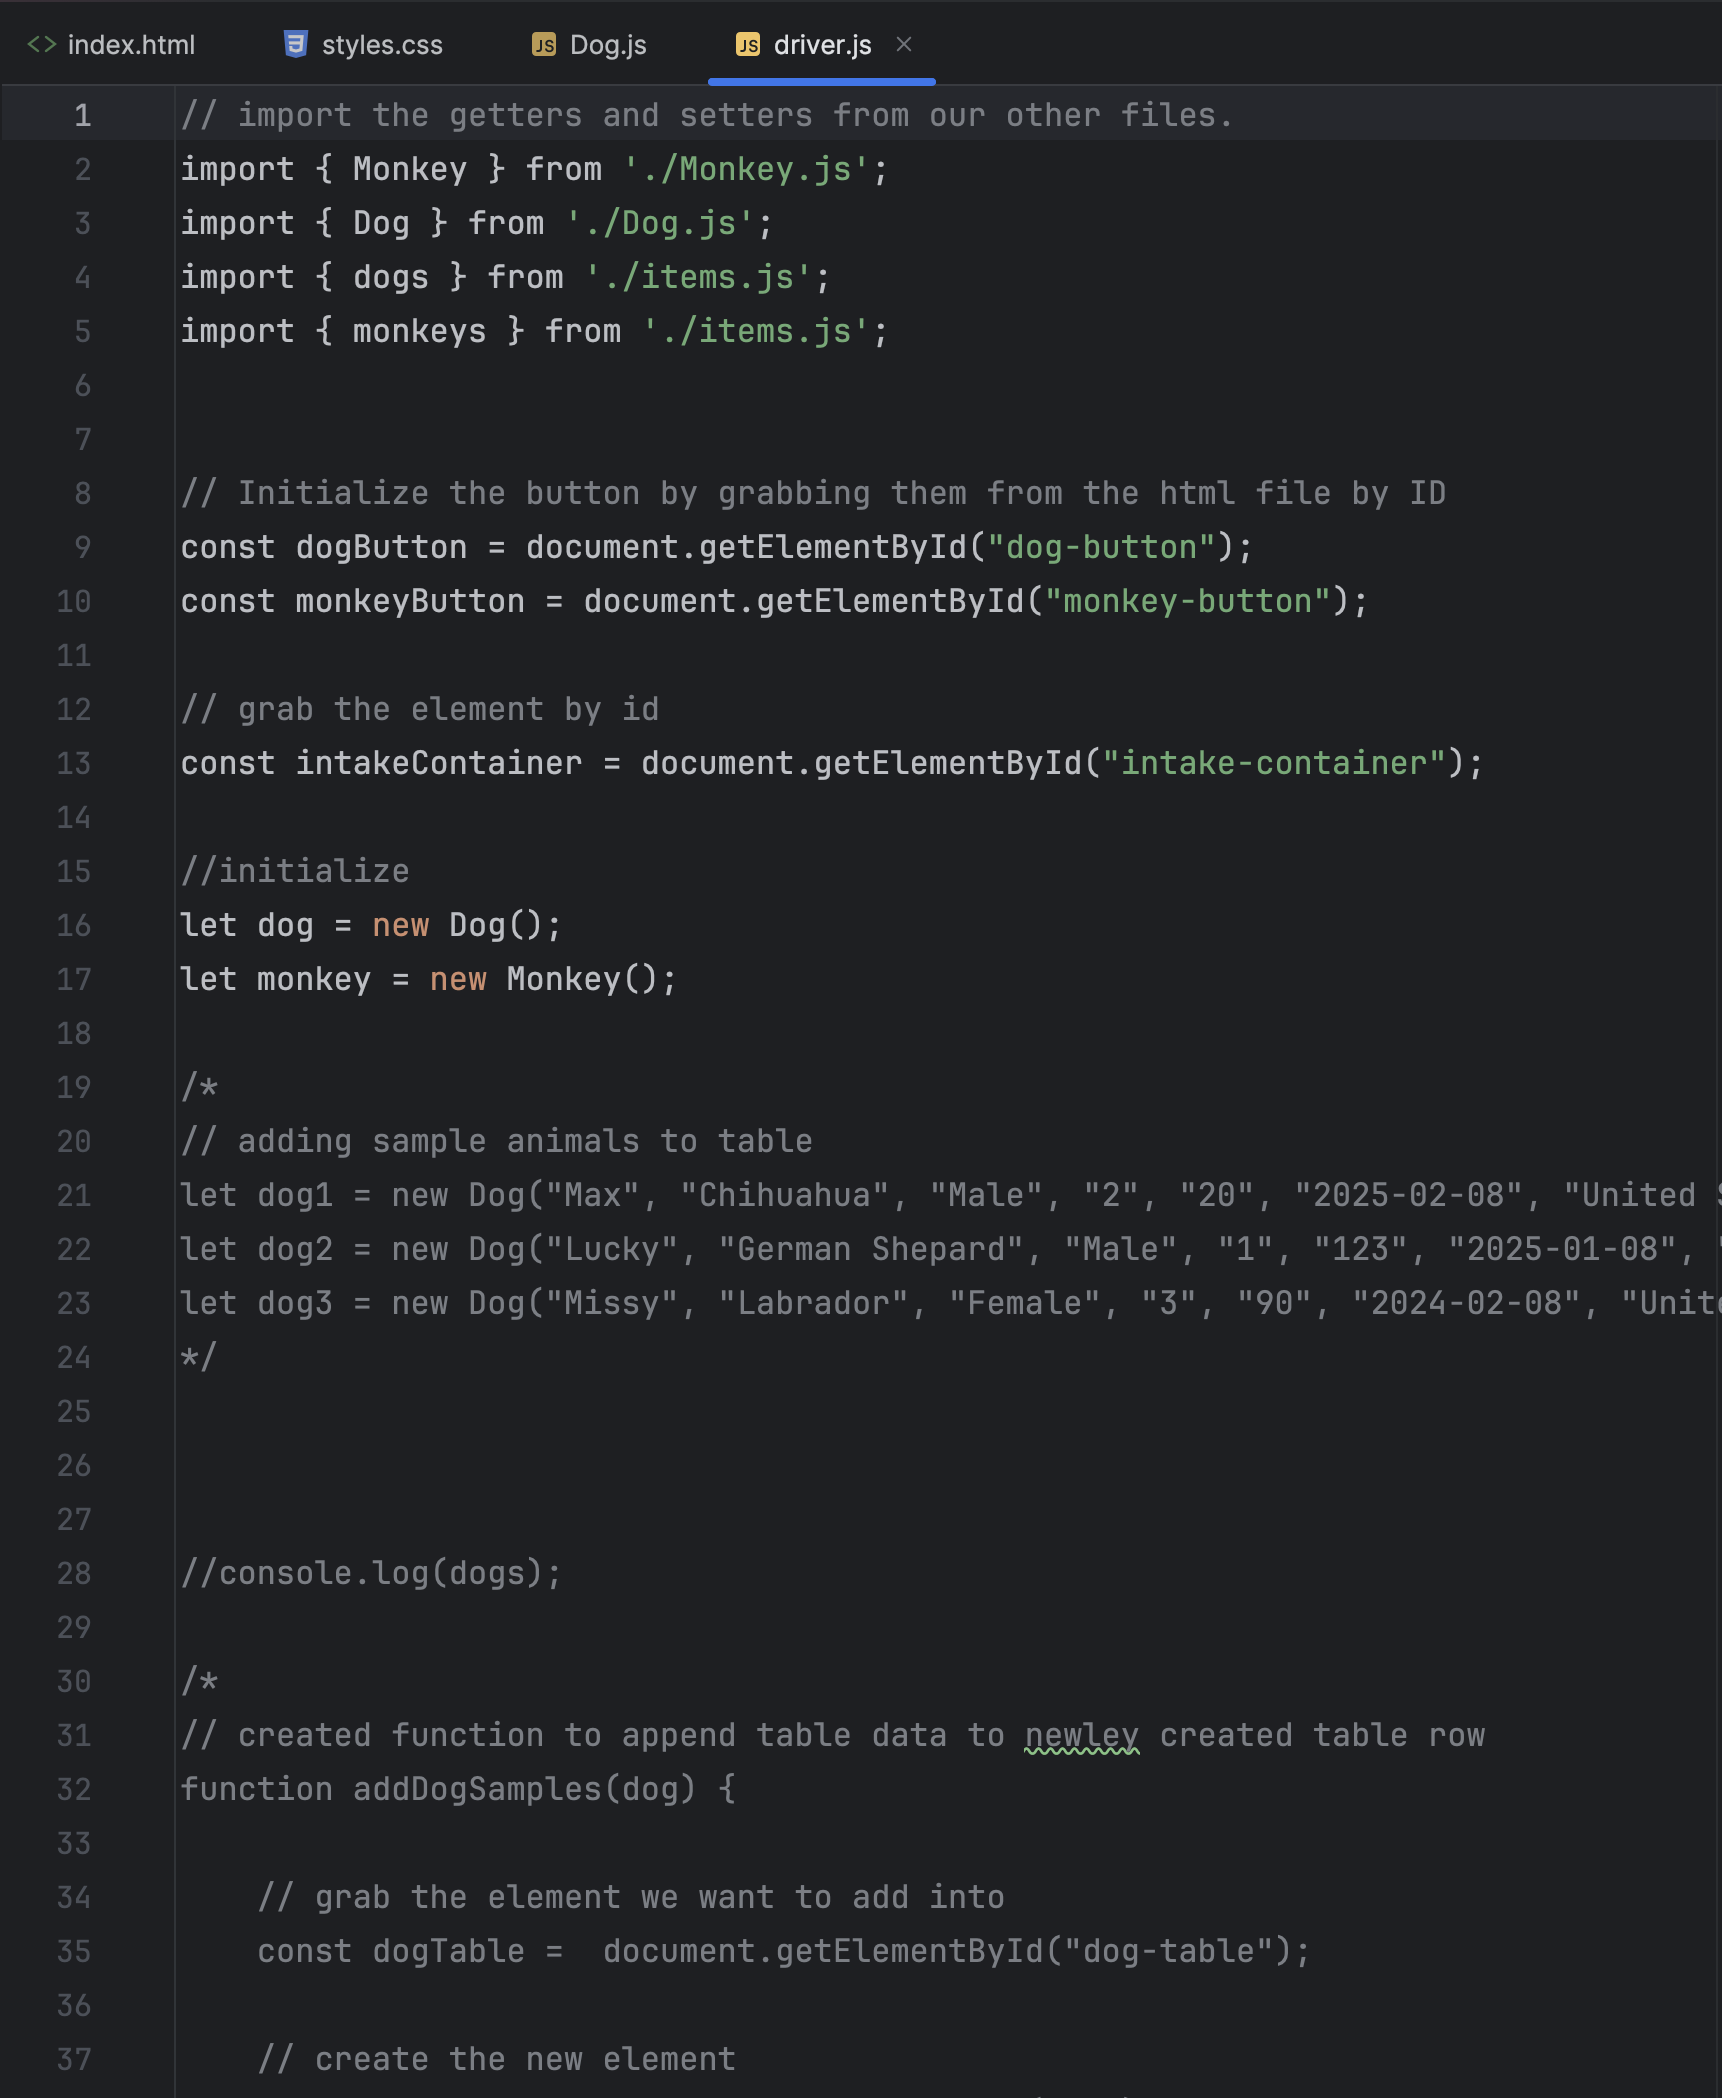 index.html styles.css Dog.js driver.js
1 // import the getters and setters from our other files.
2 import { Monkey } from './Monkey.js';
3 import { Dog } from './Dog.js';
4 import { dogs } from './items.js';
5 import { monkeys } from './items.js';
6
7
8 // Initialize the button by grabbing them from the html file by ID
9 const dogButton = document.getElementById("dog-button");
10 const monkeyButton = document.getElementById("monkey-button");
11
12 // grab the element by id
13 const intakeContainer = document.getElementById("intake-container");
14
15 //initialize
16 let dog = new Dog();
17 let monkey = new Monkey();
18
19 /*
20 // adding sample animals to table
21 let dog1 = new Dog("Max", "Chihuahua", "Male", "2", "20", "2025-02-08", "United
22 let dog2 = new Dog("Lucky", "German Shepard", "Male", "1", "123", "2025-01-08",
23 let dog3 = new Dog("Missy", "Labrador", "Female", "3", "90", "2024-02-08", "Unit
24 */
25
26
27
28 //console.log(dogs);
29
30 /*
31 // created function to append table data to newley created table row
32 function addDogSamples(dog) {
33
34 // grab the element we want to add into
35 const dogTable =  document.getElementById("dog-table");
36
37 // create the new element